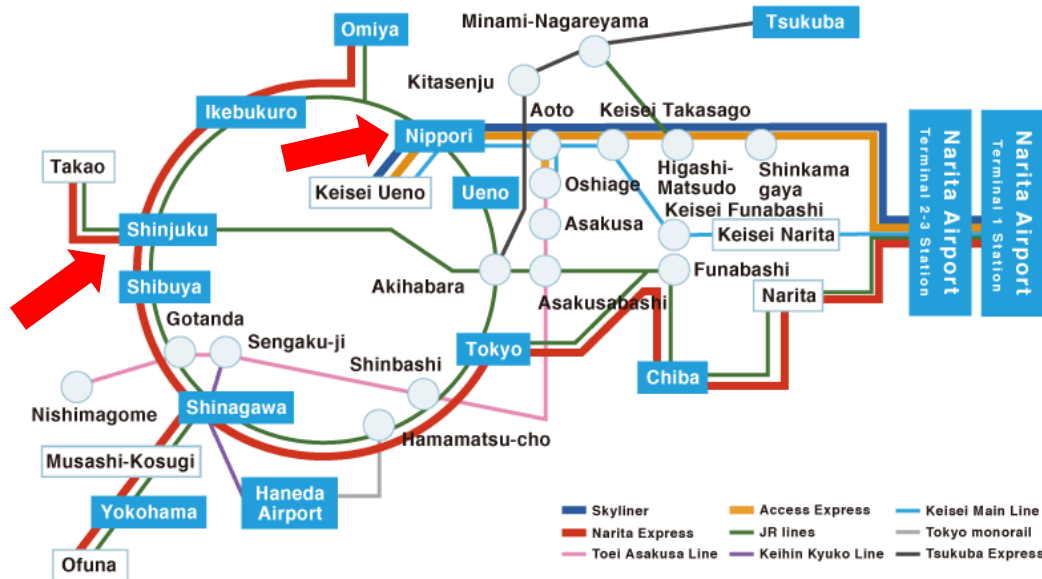 Minami-Nagareyama
Tsukuba
Omiya
Kitasenju
Ikebukuro
Aoto
Keisei Takasago
Nippori
Takao
Keisei Ueno
Ueno
Oshiage
Higashi-
Matsudo
Shinkama
gaya
Narita Airport
Terminal 2-3 Station
Narita Airport
Terminal 1 Station
Shinjuku
Asakusa
Keisei Funabashi
Keisei Narita
Shibuya
Akihabara
Asakusabashi
Funabashi
Narita
Gotanda
Sengaku-ji
Shinbashi
Tokyo
Chiba
Nishimagome
Shinagawa
Hamamatsu-cho
Musashi-Kosugi
Haneda
Airport
Yokohama
Ofuna
Skyliner
Access Express
Keisei Main Line
Narita Express
JR lines
Tokyo monorail
Toei Asakusa Line
Keihin Kyuko Line
Tsukuba Express